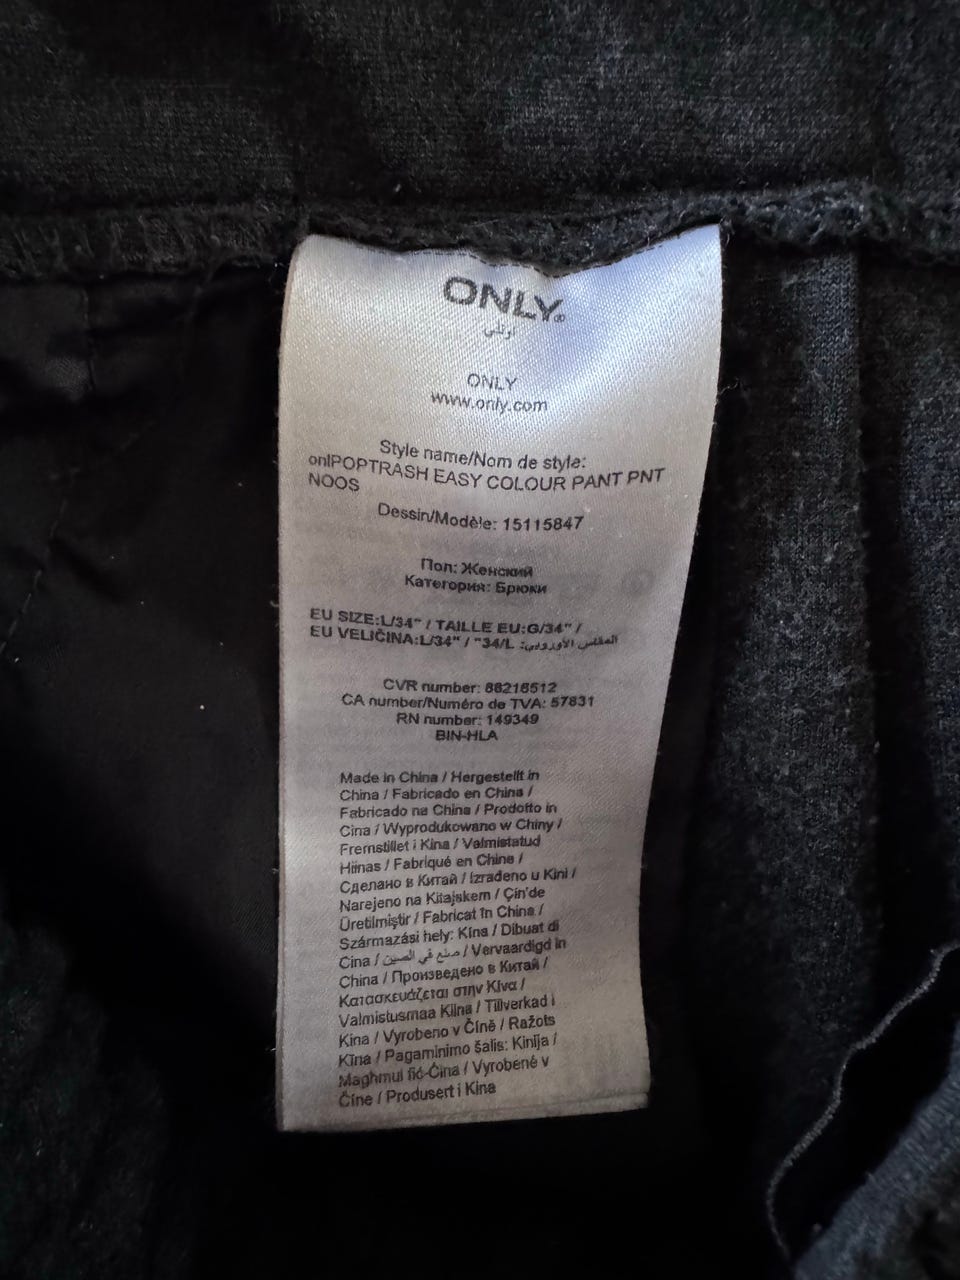 ONLY®
اونلي
ONLY
www.only.com
Style name/Nom de style:
onlPOPTRASH EASY COLOUR PANT PNT
NOOS
Dessin/Modèle: 15115847
Пол: Женский
Категория: Брюки
EU SIZE:L/34" / TAILLE EU:G/34" /
EU VELIČINA:L/34" / "34/L :المقاس الأوروبي
CVR number: 88216512
CA number/Numéro de TVA: 57831
RN number: 149349
BIN-HLA
Made in China / Hergestellt in
China / Fabricado en China /
Fabricado na China / Prodotto in
Cina / Wyprodukowano w Chiny /
Fremstillet i Kina / Valmistatud
Hiinas / Fabriqué en Chine /
Сделано в Китай / Izrađeno u Kini /
Narejeno na Kitajskem / Çin'de
Üretilmiştir / Fabricat în China /
Származási hely: Kína / Dibuat di
Cina / صنع في الصين / Vervaardigd in
China / Произведено в Китай /
Κατασκευάζεται στην Κίνα /
Valmistusmaa Kiina / Tillverkad i
Kina / Vyrobeno v Číně / Ražots
Ķīna / Pagaminimo šalis: Kinija /
Magħmul fiċ-Ċina / Vyrobené v
Číne / Produsert i Kina